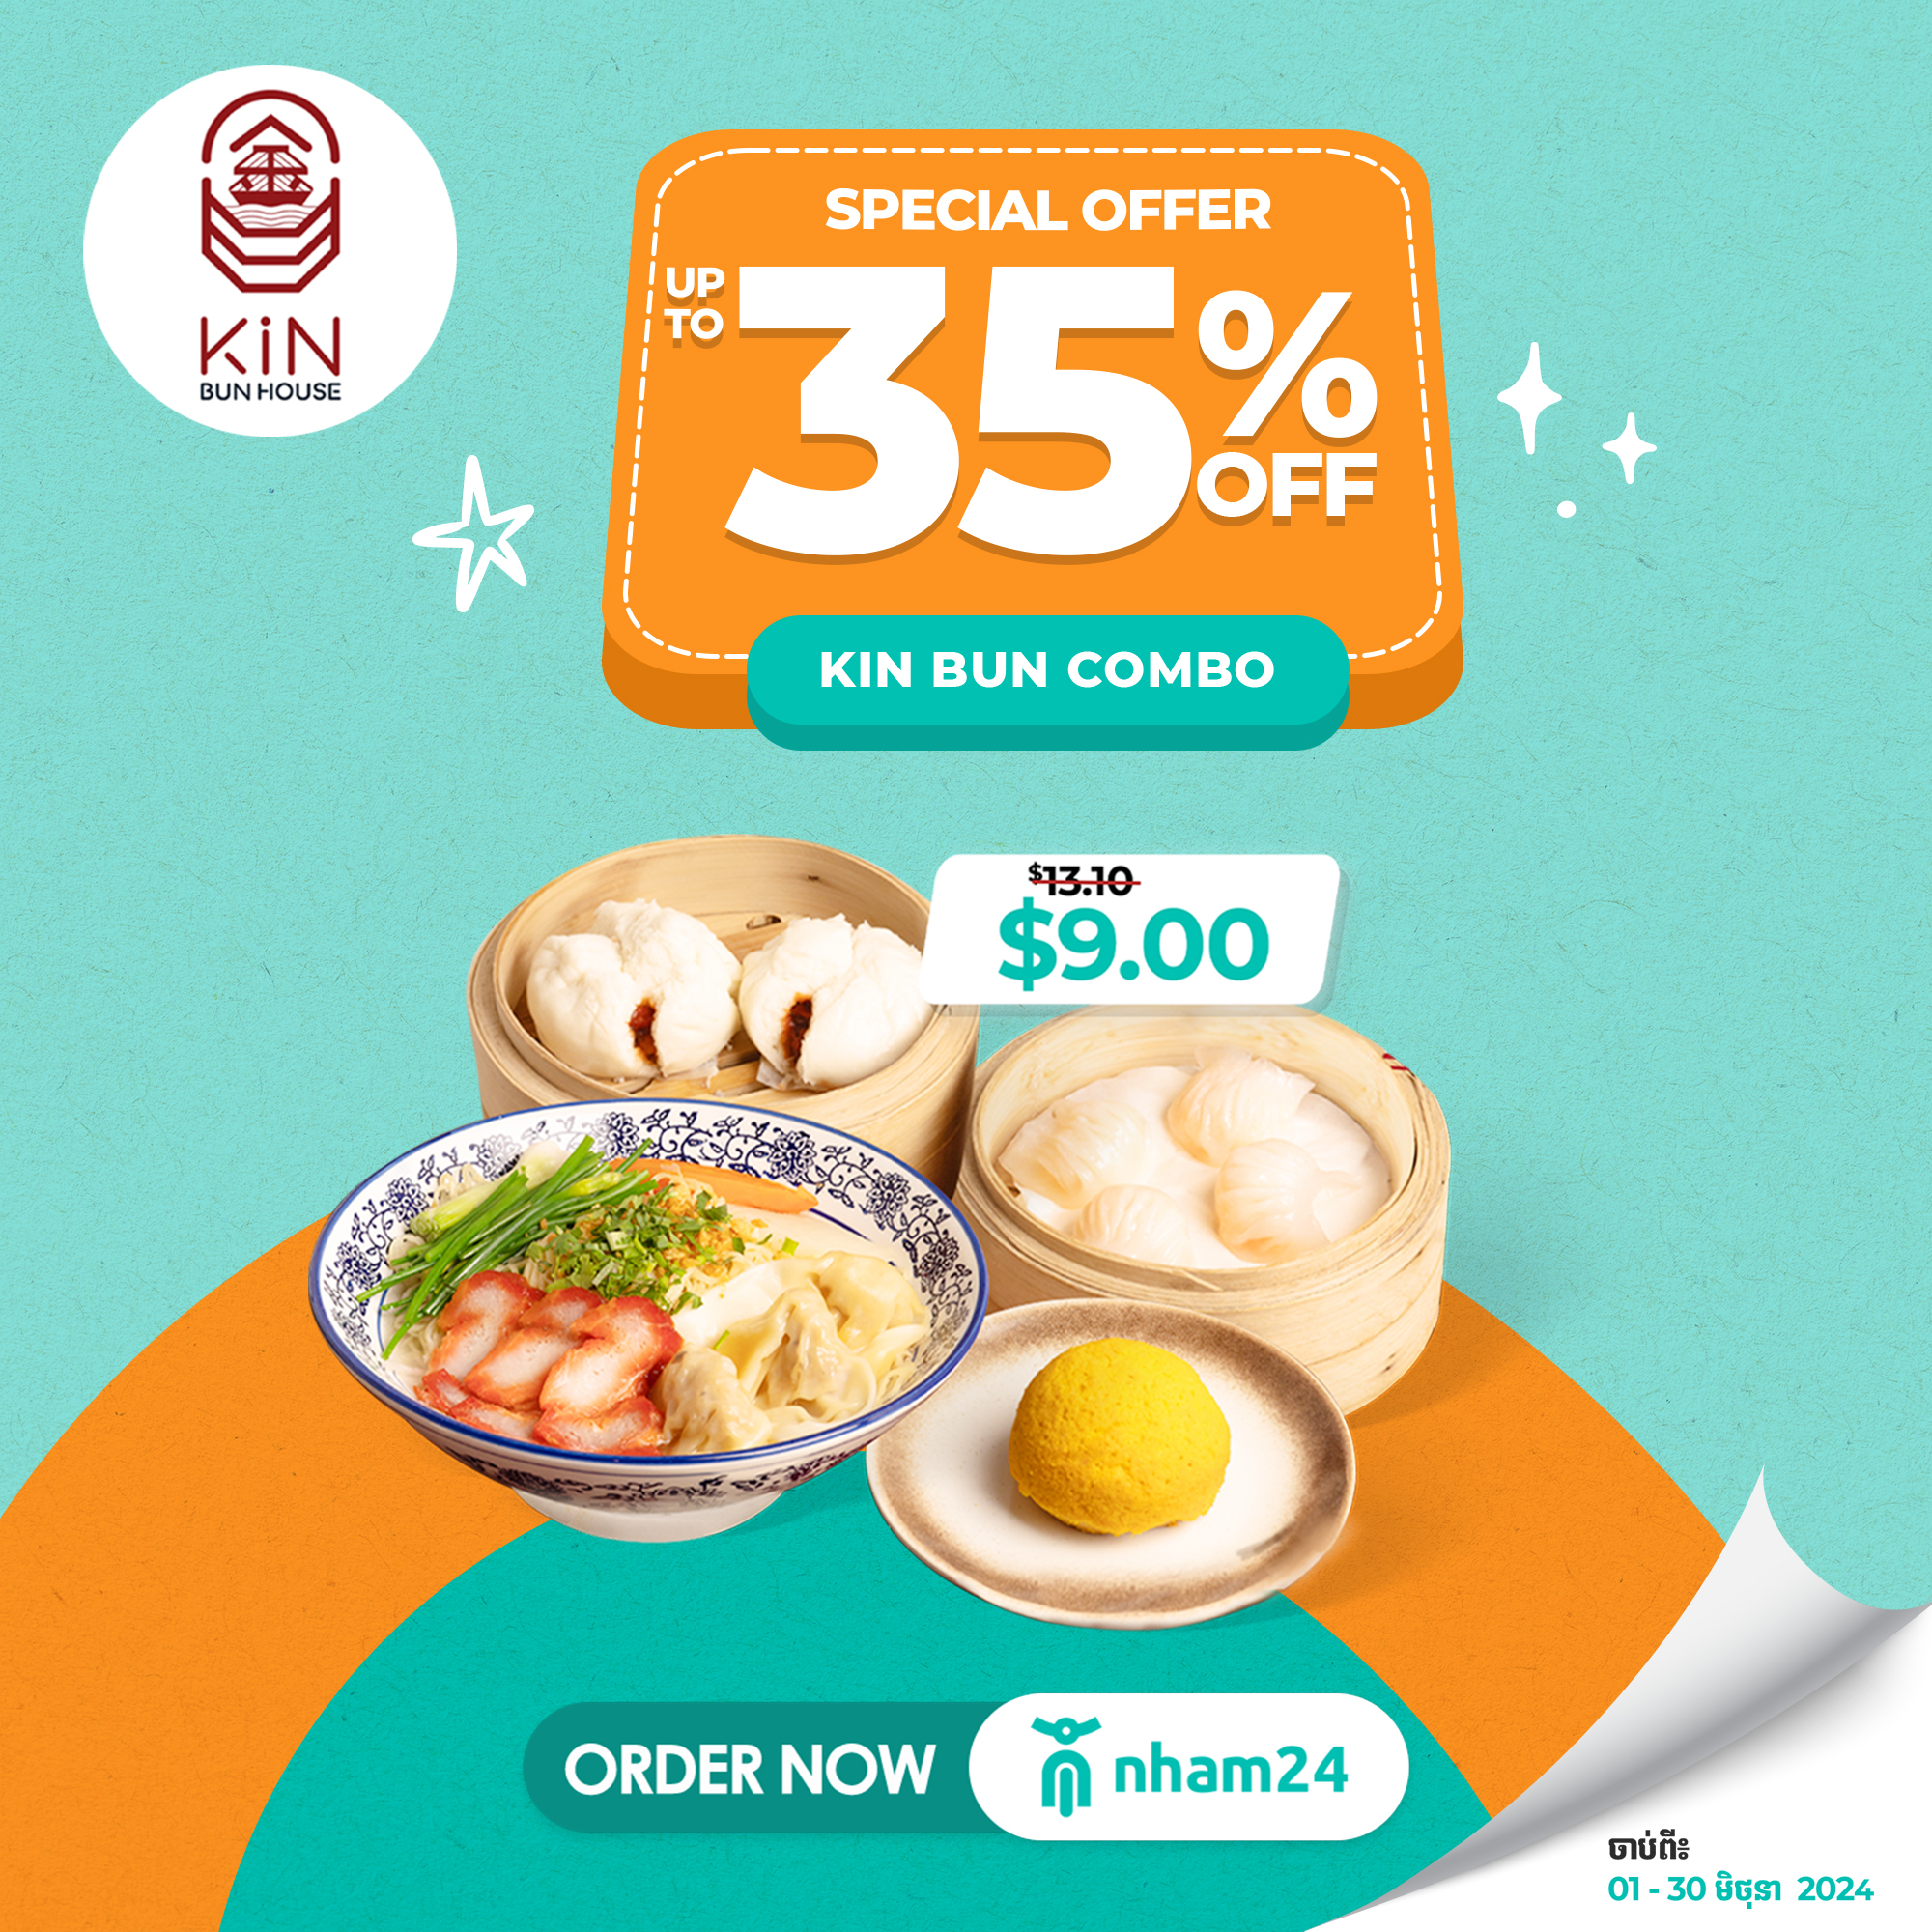 KiN
BUN HOUSE
SPECIAL OFFER
UP TO 35% OFF
KIN BUN COMBO
$13.10
$9.00
ORDER NOW
nham24
ចាប់ពី៖
01 - 30 មិថុនា 2024